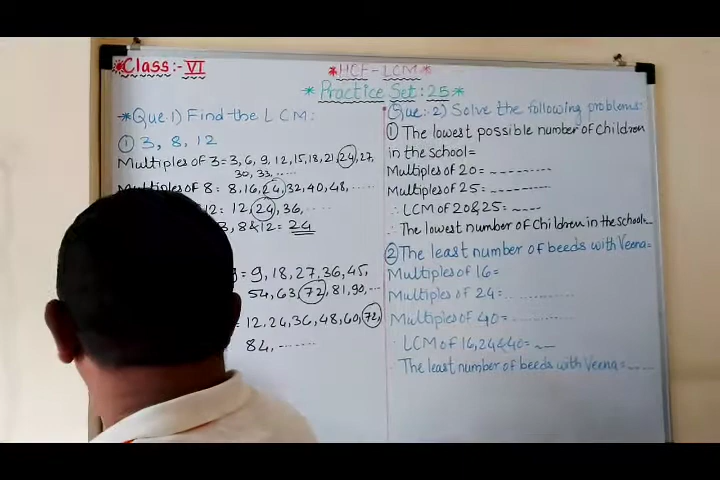 *Class:- VI
*HCF-LCM*
*Practice Set: 25*
*Que.1) Find the LCM:
① 3, 8, 12
Multiples of 3= 3, 6, 9, 12, 15, 18, 21, 24, 27,
30, 33, ......
Multiples of 8= 8, 16, 24, 32, 40, 48, .....
12= 12, 24, 36, .....
3, 8 & 12 = 24
= 9, 18, 27, 36, 45,
54, 63, 72, 81, 90, ...
= 12, 24, 36, 48, 60, 72,
84, .......
Que:- 2) Solve the following problems:
① The lowest possible number of children
in the school=
Multiples of 20= ----------
Multiples of 25= ----------
∴ LCM of 20 & 25= -----
∴ The lowest number of Children in the school=--
② The least number of beeds with Veena=
Multiples of 16=
Multiples of 24= .............
Multiples of 40= .............
LCM of 16, 24 & 40= ---
The least number of beeds with Veena= -----